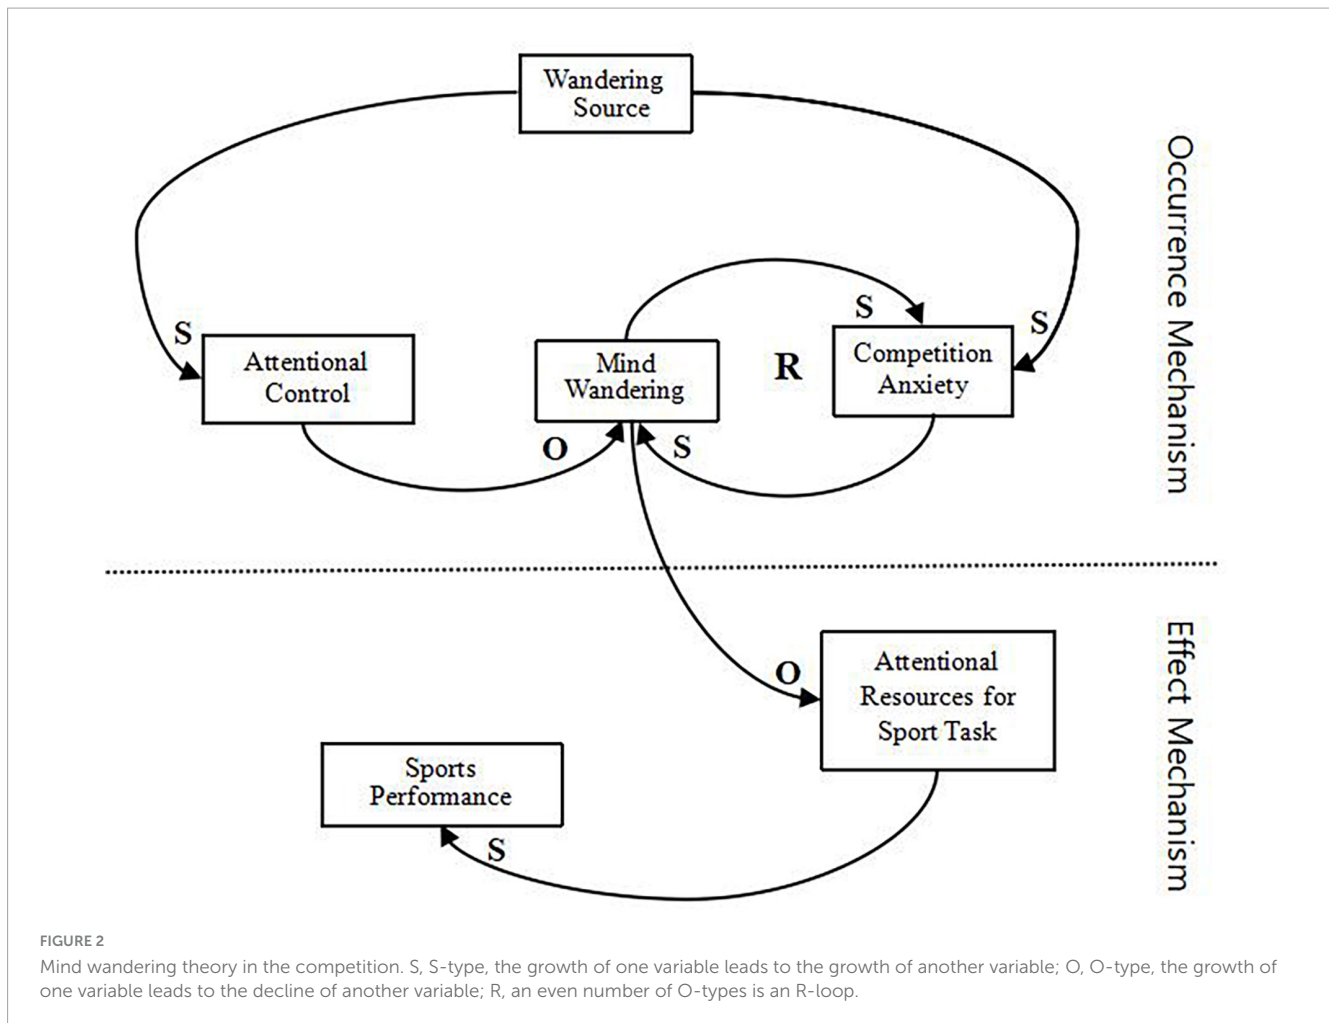 Wandering
Source
Occurrence Mechanism
S
S
S
Attentional
Control
Mind
Wandering
R
Competition
Anxiety
O
S
Effect Mechanism
O
Attentional
Resources for
Sport Task
Sports
Performance
S
FIGURE 2
Mind wandering theory in the competition. S, S-type, the growth of one variable leads to the growth of another variable; O, O-type, the growth of
one variable leads to the decline of another variable; R, an even number of O-types is an R-loop.